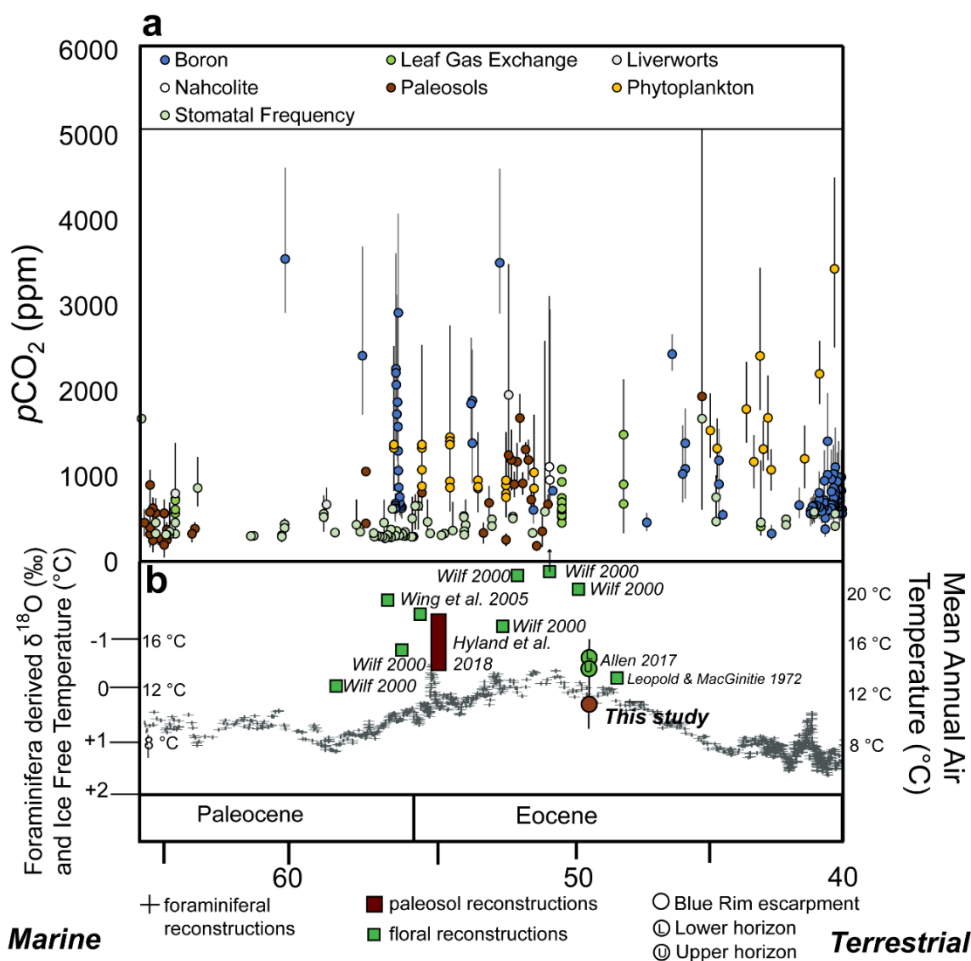 a
6000
5000
4000
3000
2000
1000
0
pCO2 (ppm)
Boron
Leaf Gas Exchange
Liverworts
Nahcolite
Paleosols
Phytoplankton
Stomatal Frequency
b
Foraminifera derived δ18O (‰)
and Ice Free Temperature (°C)
-1
0
+1
+2
16 °C
12 °C
8 °C
Wilf 2000
Wilf 2000
Wilf 2000
Wing et al. 2005
Wilf 2000
Hyland et al.
2018
Wilf 2000
Wilf 2000
Allen 2017
L
U
Leopold & MacGinitie 1972
This study
20 °C
16 °C
12 °C
8 °C
Mean Annual Air
Temperature (°C)
Paleocene
Eocene
60
50
40
foraminiferal
reconstructions
paleosol reconstructions
floral reconstructions
Blue Rim escarpment
L Lower horizon
U Upper horizon
Marine
Terrestrial